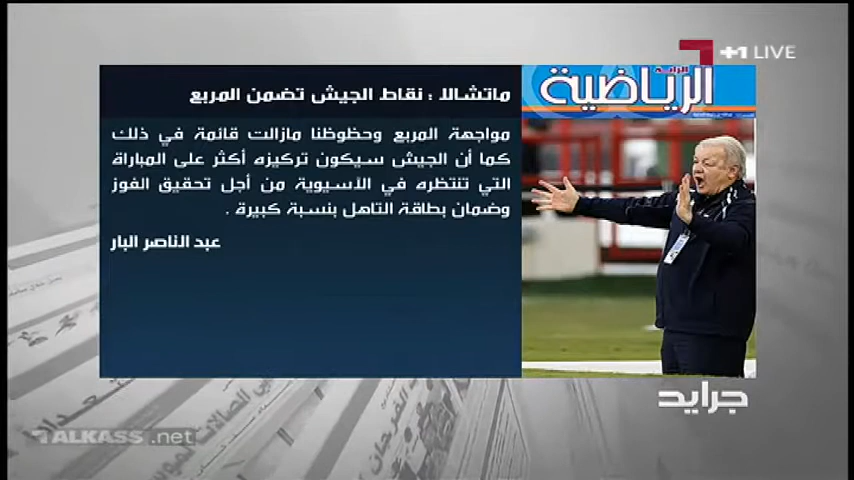 +1 LIVE
الراية
الرياضية
ماتشالا : نقاط الجيش تضمن المربع
مواجهة المربع وحظوظنا مازالت قائمة في ذلك
كما أن الجيش سيكون تركيزه أكثر على المباراة
التي تنتظره في الآسيوية من أجل تحقيق الفوز
وضمان بطاقة التاهل بنسبة كبيرة .
عبد الناصر البار
جرايد
ALKASS.net